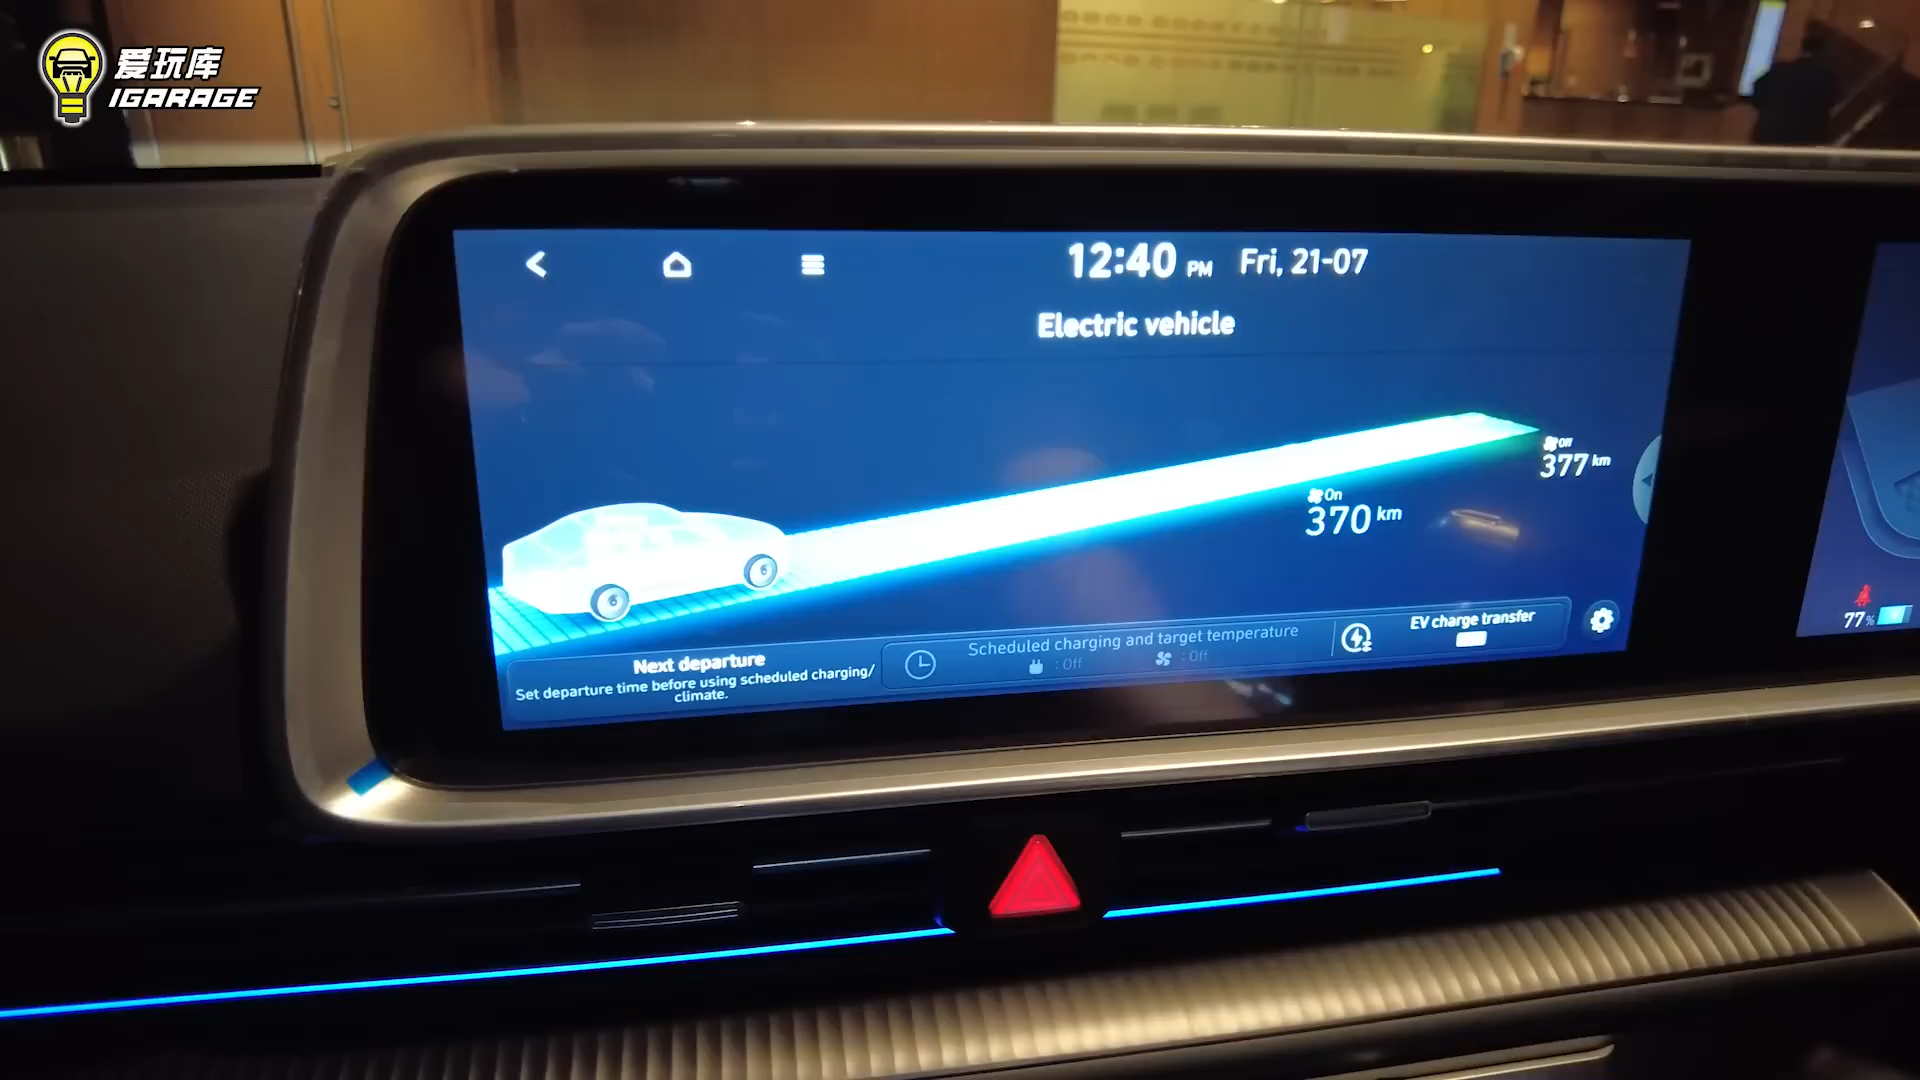 爱玩库
IGARAGE
12:40 PM Fri, 21-07
Electric vehicle
Off
377 km
On
370 km
Next departure
Set departure time before using scheduled charging/
climate.
Scheduled charging and target temperature
: Off : Off
EV charge transfer
77%